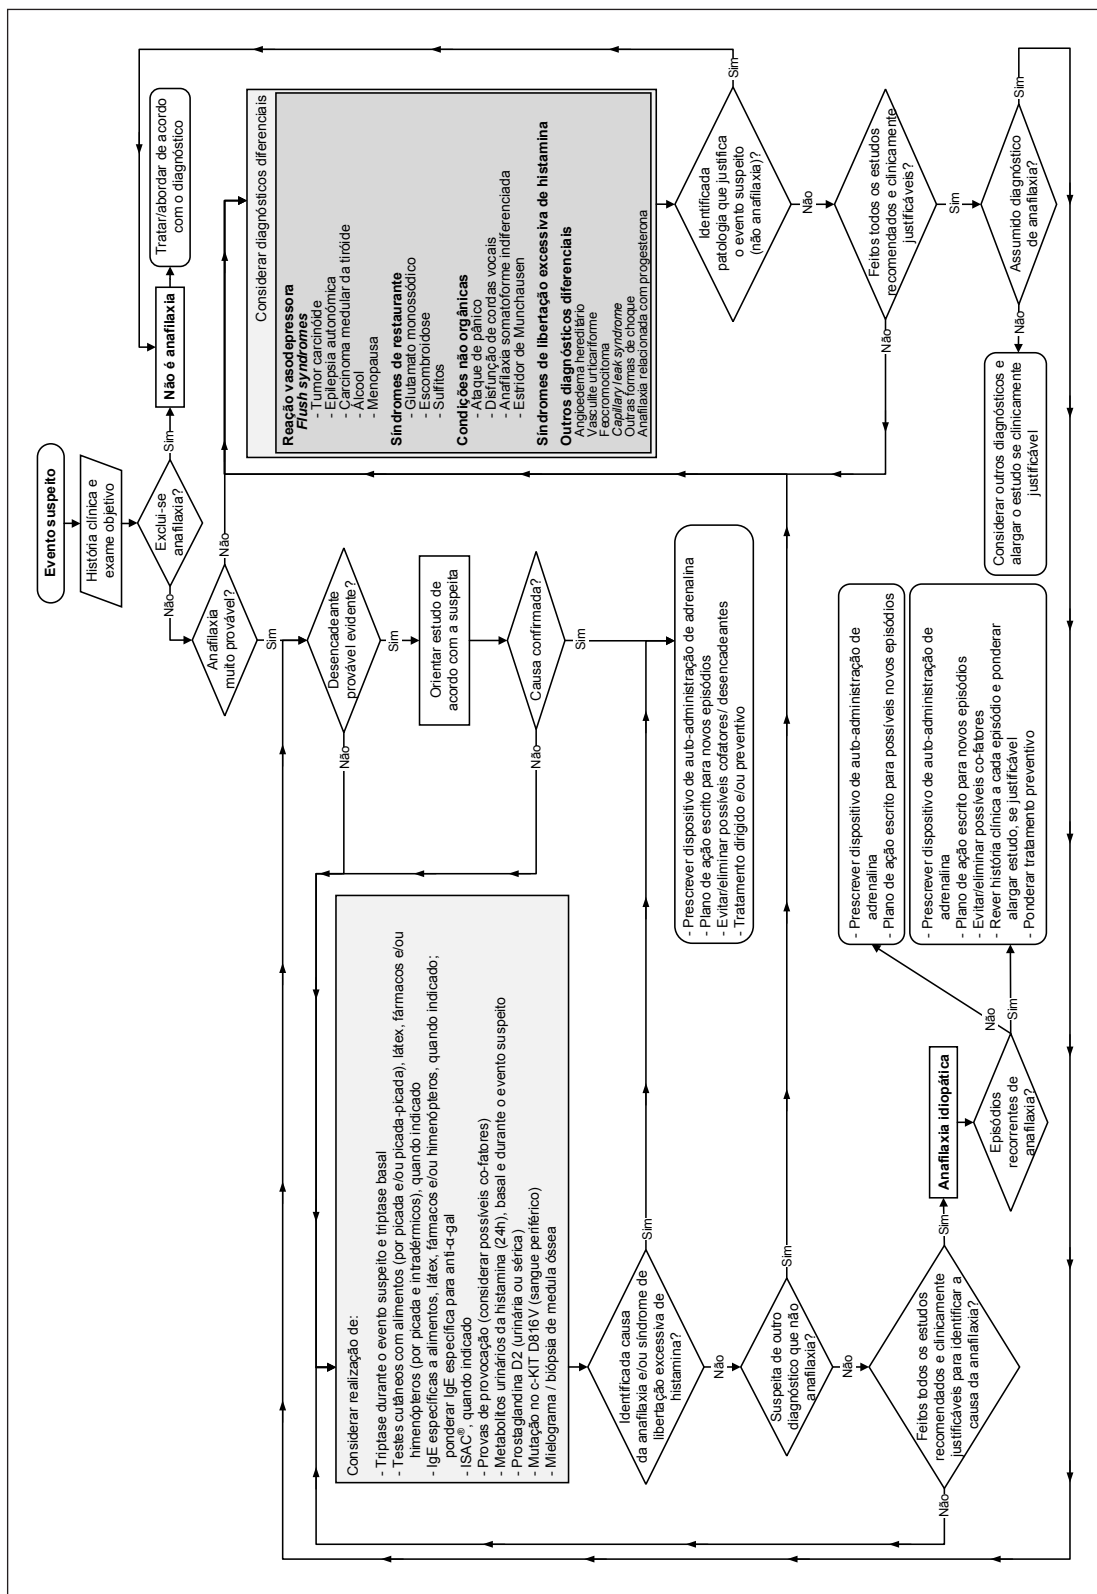 Evento suspeito
História clínica e
exame objetivo
Exclui-se
anafilaxia?
Sim
Não é anafilaxia
Tratar/abordar de acordo
com o diagnóstico
Não
Anafilaxia
muito provável?
Não
Sim
Considerar diagnósticos diferenciais
Reação vasodepressora
Flush syndromes
- Tumor carcinóide
- Epilepsia autonómica
- Carcinoma medular da tiróide
- Álcool
- Menopausa
Síndromes de restaurante
- Glutamato monossódico
- Escombroidose
- Sulfitos
Condições não orgânicas
- Ataque de pânico
- Disfunção de cordas vocais
- Anafilaxia somatoforme indiferenciada
- Estridor de Munchausen
Síndromes de libertação excessiva de histamina
Outros diagnósticos diferenciais
Angioedema hereditário
Vasculite urticariforme
Feocromocitoma
Capillary leak syndrome
Outras formas de choque
Anafilaxia relacionada com progesterona
Identificada
patologia que justifica
o evento suspeito
(não anafilaxia)?
Sim
Não
Feitos todos os estudos
recomendados e clinicamente
justificáveis?
Não
Sim
Assumido diagnóstico
de anafilaxia?
Sim
Não
Considerar outros diagnósticos e
alargar o estudo se clinicamente
justificável
Desencadeante
provável evidente?
Não
Sim
Orientar estudo de
acordo com a suspeita
Causa confirmada?
Não
Sim
- Prescrever dispositivo de auto-administração de adrenalina
- Plano de ação escrito para novos episódios
- Evitar/eliminar possíveis cofatores/ desencadeantes
- Tratamento dirigido e/ou preventivo
Considerar realização de:
- Triptase durante o evento suspeito e triptase basal
- Testes cutâneos com alimentos (por picada e/ou picada-picada), látex, fármacos e/ou
himenópteros (por picada e intradérmicos), quando indicado
- IgE específicas a alimentos, látex, fármacos e/ou himenópteros, quando indicado;
ponderar IgE específica para anti-α-gal
- ISAC®, quando indicado
- Provas de provocação (considerar possíveis co-fatores)
- Metabolitos urinários da histamina (24h), basal e durante o evento suspeito
- Prostaglandina D2 (urinária ou sérica)
- Mutação no c-KIT D816V (sangue periférico)
- Mielograma / biópsia de medula óssea
Identificada causa
da anafilaxia e/ou síndrome de
libertação excessiva de
histamina?
Sim
Não
Suspeita de outro
diagnóstico que não
anafilaxia?
Sim
Não
Feitos todos os estudos
recomendados e clinicamente
justificáveis para identificar a
causa da anafilaxia?
Não
Sim
Anafilaxia idiopática
Episódios
recorrentes de
anafilaxia?
Não
Sim
- Prescrever dispositivo de auto-administração de
adrenalina
- Plano de ação escrito para possíveis novos episódios
- Prescrever dispositivo de auto-administração de
adrenalina
- Plano de ação escrito para novos episódios
- Evitar/eliminar possíveis co-fatores
- Rever história clínica a cada episódio e ponderar
alargar estudo, se justificável
- Ponderar tratamento preventivo